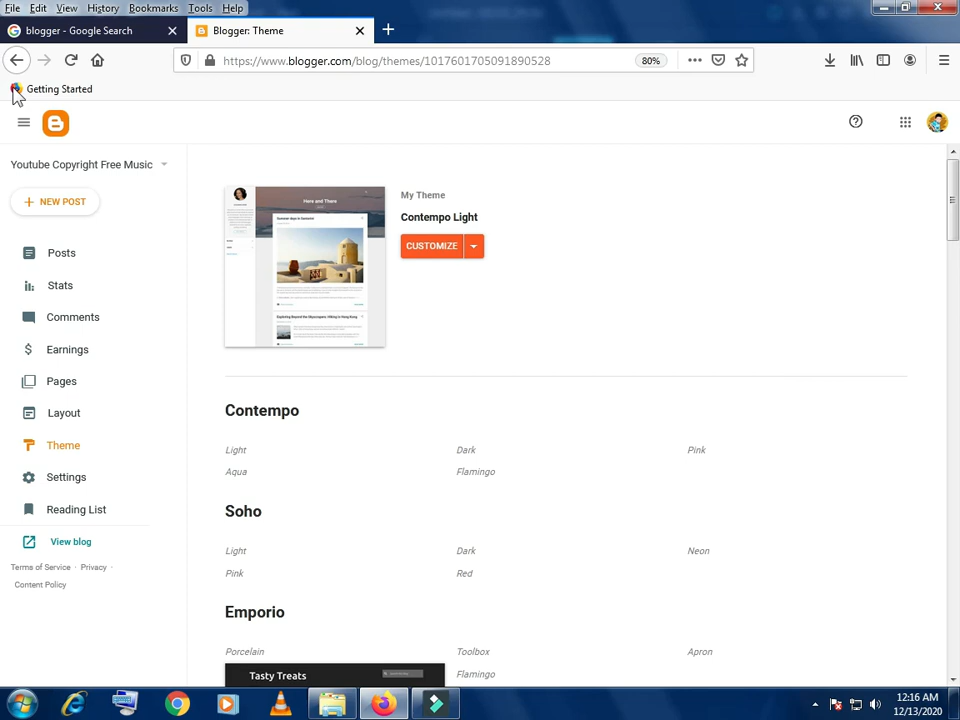 File Edit View History Bookmarks Tools Help
blogger - Google Search
Blogger: Theme
https://www.blogger.com/blog/themes/1017601705091890528
80%
Getting Started
Youtube Copyright Free Music
NEW POST
Posts
Stats
Comments
Earnings
Pages
Layout
Theme
Settings
Reading List
View blog
Terms of Service · Privacy ·
Content Policy
Here and There
My Theme
Contempo Light
CUSTOMIZE
Contempo
Light Dark Pink
Aqua Flamingo
Soho
Light Dark Neon
Pink Red
Emporio
Porcelain Toolbox Apron
Flamingo
Tasty Treats
12:16 AM
12/13/2020